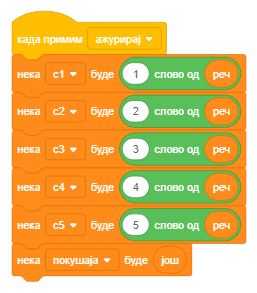 када примим ажурирај
нека с1 буде 1 слово од реч
нека с2 буде 2 слово од реч
нека с3 буде 3 слово од реч
нека с4 буде 4 слово од реч
нека с5 буде 5 слово од реч
нека покушаја буде још